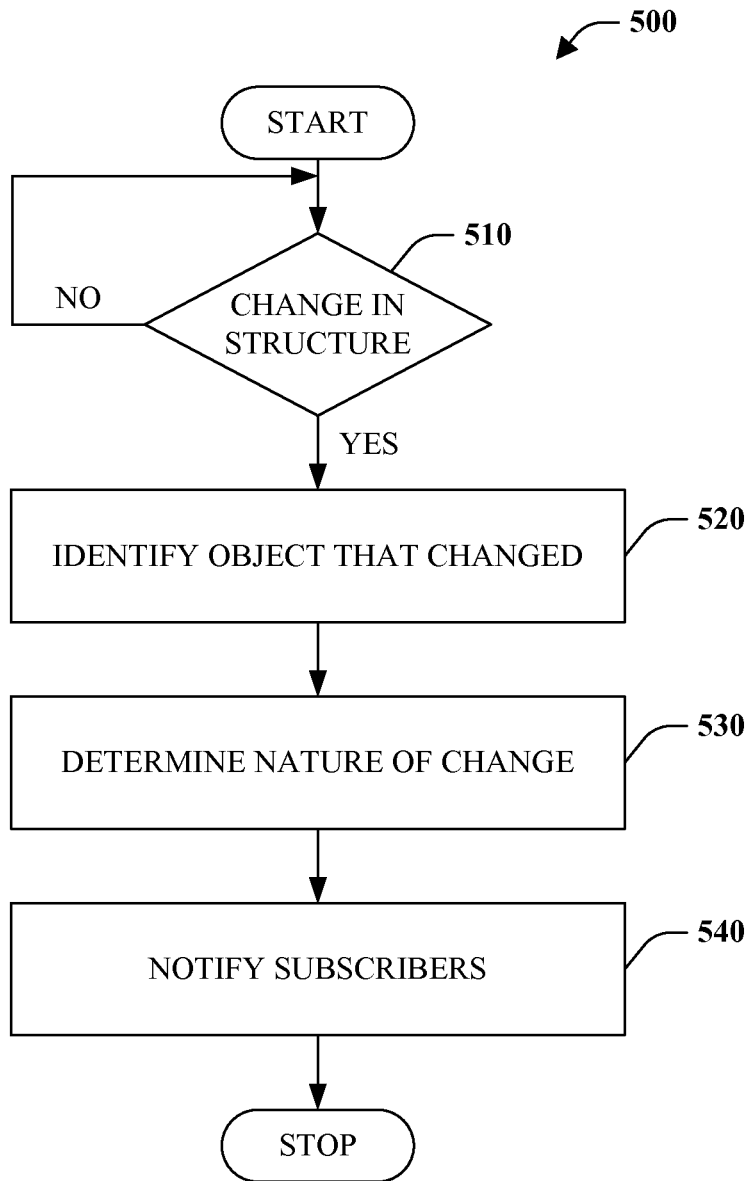 500
START
510
NO
CHANGE IN
STRUCTURE
YES
520
IDENTIFY OBJECT THAT CHANGED
530
DETERMINE NATURE OF CHANGE
540
NOTIFY SUBSCRIBERS
STOP